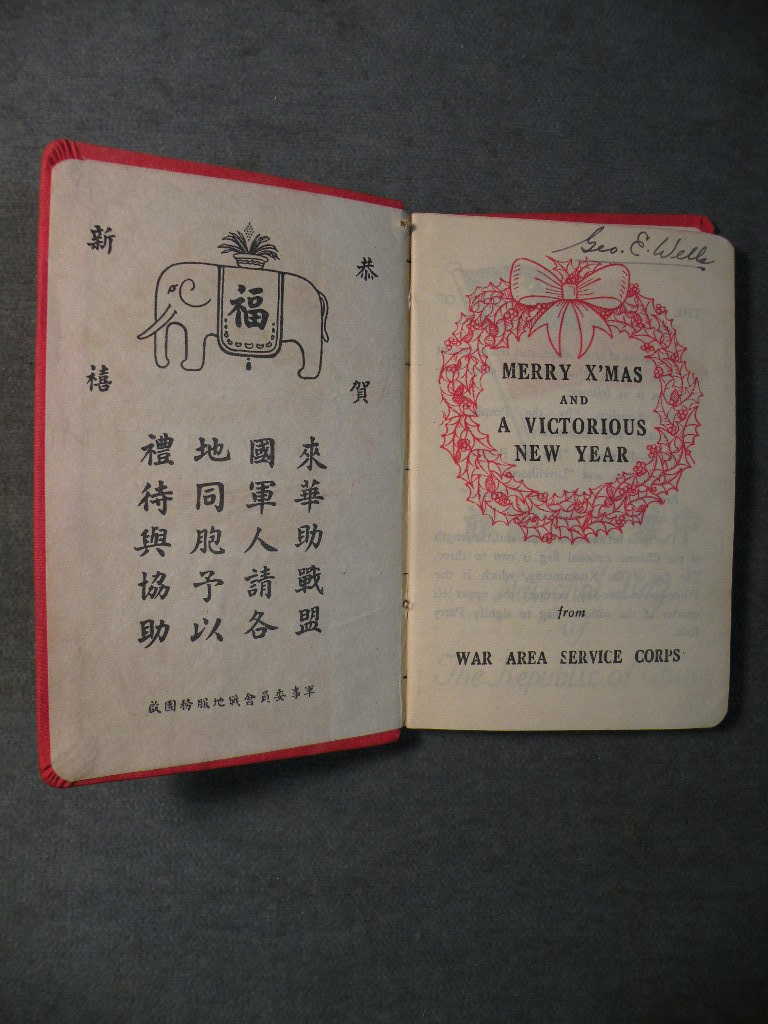 恭賀
新禧
福
來華助戰盟
國軍人請各
地同胞予以
禮待與協助
軍事委員會戰地服務團啟
Geo. E. Wells
MERRY X'MAS
AND
A VICTORIOUS
NEW YEAR
from
WAR AREA SERVICE CORPS